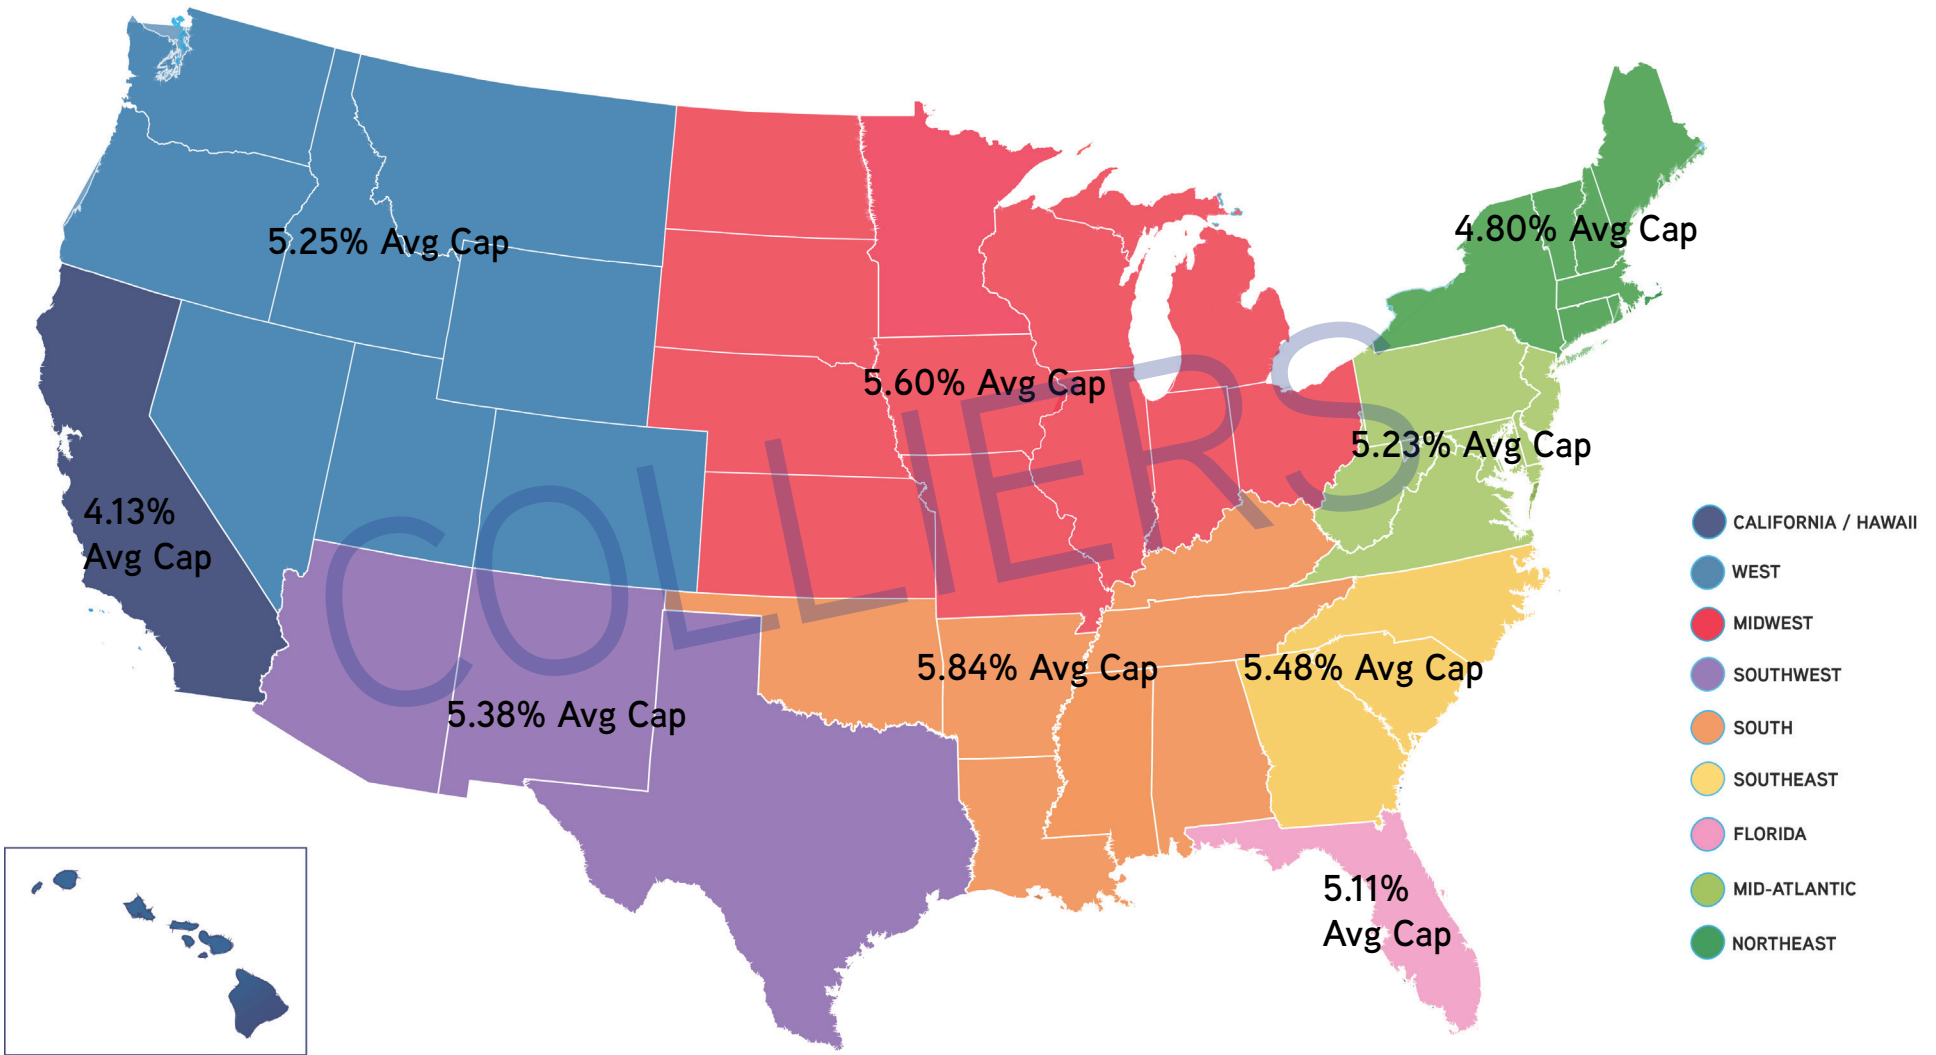 5.25% Avg Cap
4.80% Avg Cap
5.60% Avg Cap
5.23% Avg Cap
4.13%
Avg Cap
5.84% Avg Cap
5.48% Avg Cap
5.38% Avg Cap
5.11%
Avg Cap
COLLIERS
CALIFORNIA / HAWAII
WEST
MIDWEST
SOUTHWEST
SOUTH
SOUTHEAST
FLORIDA
MID-ATLANTIC
NORTHEAST